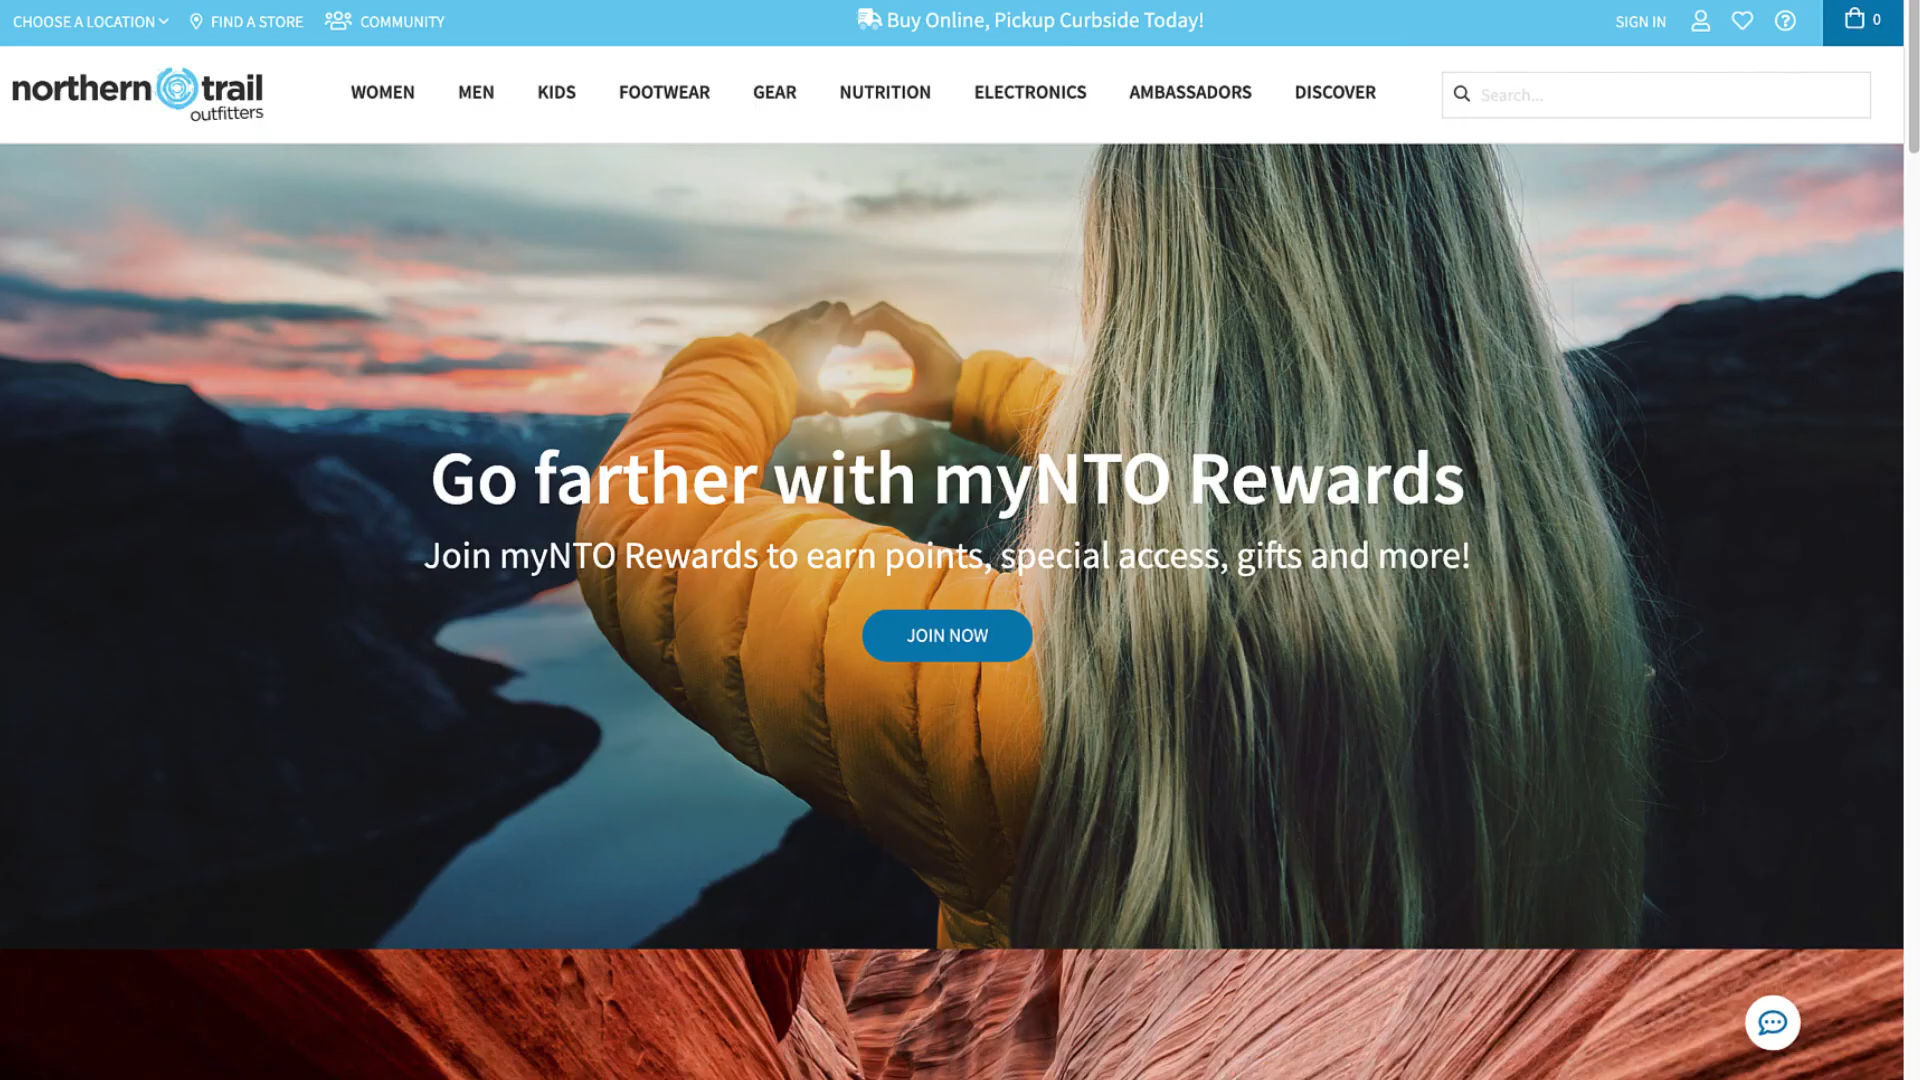 CHOOSE A LOCATION FIND A STORE COMMUNITY Buy Online, Pickup Curbside Today! SIGN IN 0
northern trail
outfitters
WOMEN MEN KIDS FOOTWEAR GEAR NUTRITION ELECTRONICS AMBASSADORS DISCOVER Search...
Go farther with myNTO Rewards
Join myNTO Rewards to earn points, special access, gifts and more!
JOIN NOW